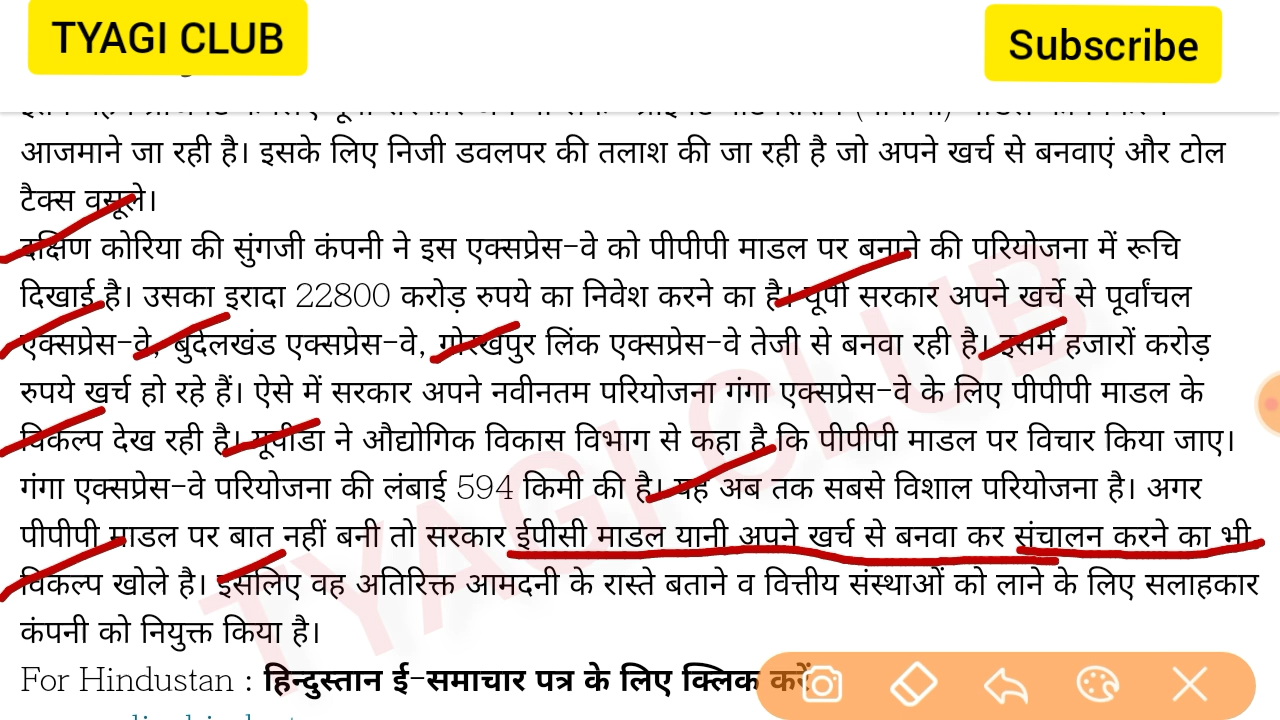 TYAGI CLUB
Subscribe
आजमाने जा रही है। इसके लिए निजी डवलपर की तलाश की जा रही है जो अपने खर्च से बनवाएं और टोल
टैक्स वसूले।
दक्षिण कोरिया की सुंगजी कंपनी ने इस एक्सप्रेस-वे को पीपीपी माडल पर बनाने की परियोजना में रूचि
दिखाई है। उसका इरादा 22800 करोड़ रुपये का निवेश करने का है। यूपी सरकार अपने खर्चे से पूर्वांचल
एक्सप्रेस-वे, बुंदेलखंड एक्सप्रेस-वे, गोरखपुर लिंक एक्सप्रेस-वे तेजी से बनवा रही है। इसमें हजारों करोड़
रुपये खर्च हो रहे हैं। ऐसे में सरकार अपने नवीनतम परियोजना गंगा एक्सप्रेस-वे के लिए पीपीपी माडल के
विकल्प देख रही है। यूपीडा ने औद्योगिक विकास विभाग से कहा है कि पीपीपी माडल पर विचार किया जाए।
गंगा एक्सप्रेस-वे परियोजना की लंबाई 594 किमी की है। यह अब तक सबसे विशाल परियोजना है। अगर
पीपीपी माडल पर बात नहीं बनी तो सरकार ईपीसी माडल यानी अपने खर्च से बनवा कर संचालन करने का भी
विकल्प खोले है। इसलिए वह अतिरिक्त आमदनी के रास्ते बताने व वित्तीय संस्थाओं को लाने के लिए सलाहकार
कंपनी को नियुक्त किया है।
For Hindustan : हिन्दुस्तान ई-समाचार पत्र के लिए क्लिक करें
TYAGI CLUB